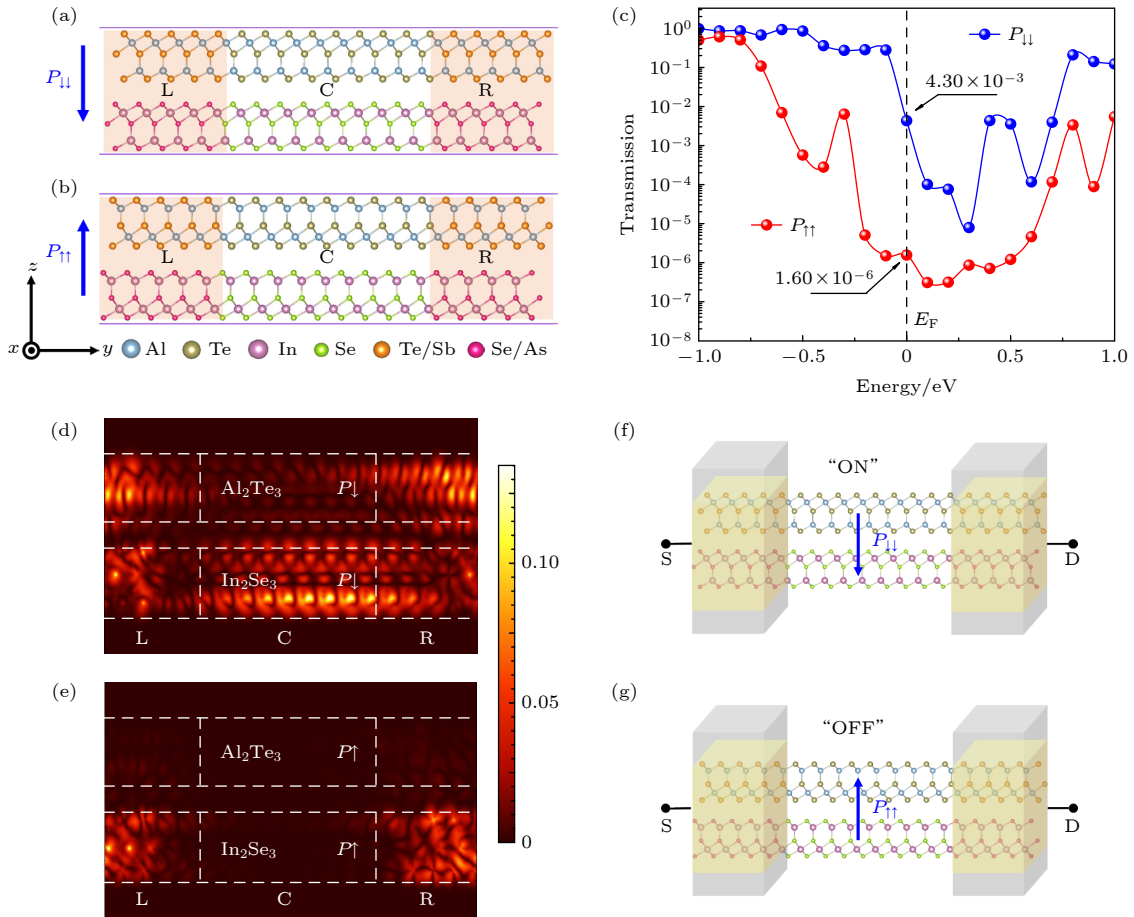 (a)
P↓↓
L C R
(b)
P↑↑
L C R
z
x y
Al Te In Se Te/Sb Se/As
(c)
Transmission
10⁰
10⁻¹
10⁻²
10⁻³
10⁻⁴
10⁻⁵
10⁻⁶
10⁻⁷
10⁻⁸
P↓↓
4.30×10⁻³
P↑↑
1.60×10⁻⁶
E_F
−1.0 −0.5 0 0.5 1.0
Energy/eV
(d)
Al₂Te₃ P↓
In₂Se₃ P↓
L C R
0.10
0.05
0
(e)
Al₂Te₃ P↑
In₂Se₃ P↑
L C R
(f)
“ON”
P↓↓
S D
(g)
“OFF”
P↑↑
S D